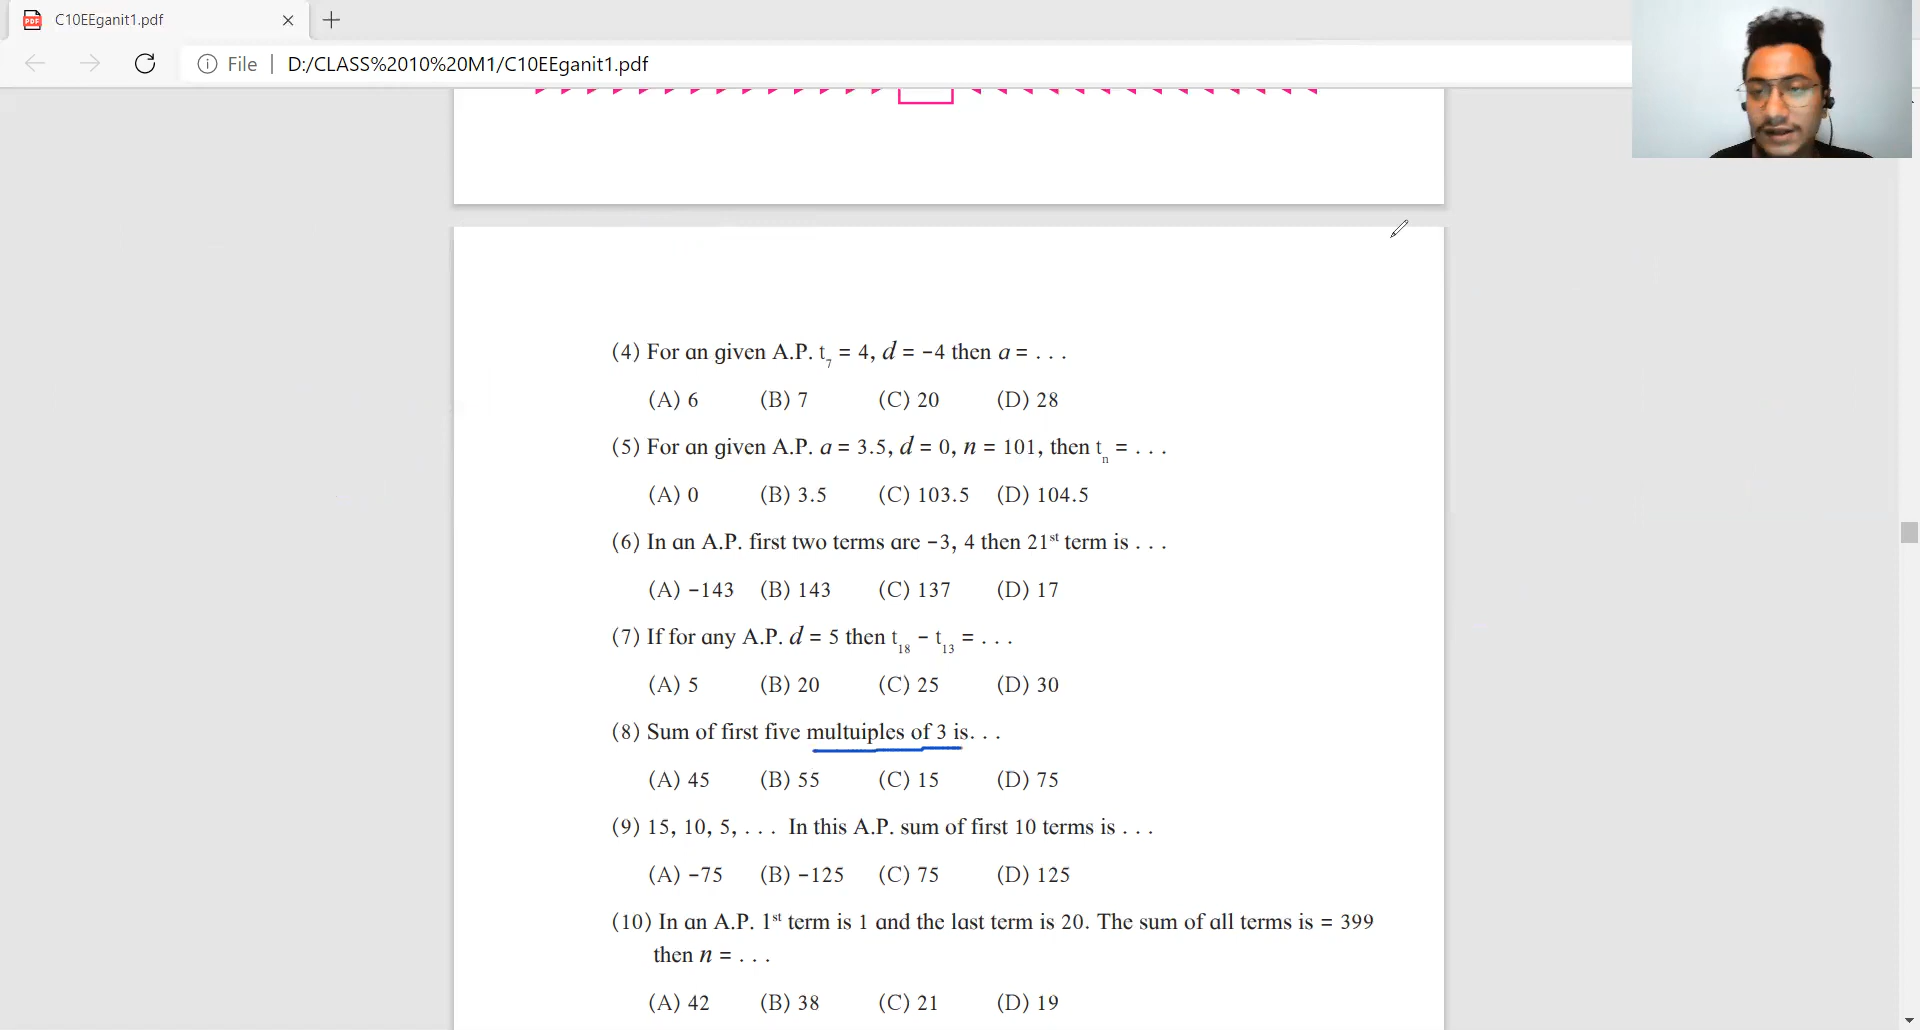 C10EEganit1.pdf
File | D:/CLASS%2010%20M1/C10EEganit1.pdf
(4) For an given A.P. t₇ = 4, d = −4 then a = . . .
(A) 6 (B) 7 (C) 20 (D) 28
(5) For an given A.P. a = 3.5, d = 0, n = 101, then tₙ = . . .
(A) 0 (B) 3.5 (C) 103.5 (D) 104.5
(6) In an A.P. first two terms are −3, 4 then 21ˢᵗ term is . . .
(A) −143 (B) 143 (C) 137 (D) 17
(7) If for any A.P. d = 5 then t₁₈ − t₁₃ = . . .
(A) 5 (B) 20 (C) 25 (D) 30
(8) Sum of first five multuiples of 3 is. . .
(A) 45 (B) 55 (C) 15 (D) 75
(9) 15, 10, 5, . . . In this A.P. sum of first 10 terms is . . .
(A) −75 (B) −125 (C) 75 (D) 125
(10) In an A.P. 1ˢᵗ term is 1 and the last term is 20. The sum of all terms is = 399
then n = . . .
(A) 42 (B) 38 (C) 21 (D) 19